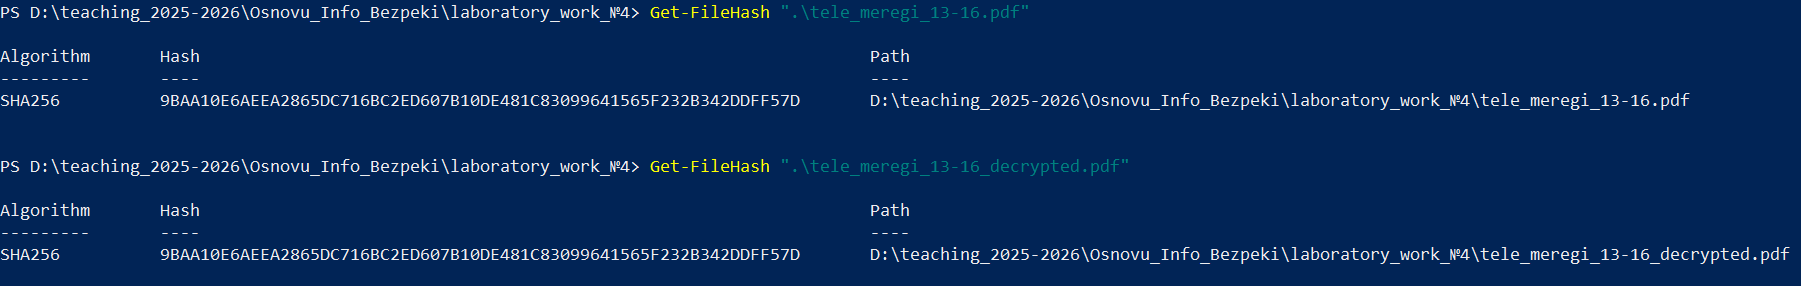 PS D:\teaching_2025-2026\Osnovu_Info_Bezpeki\laboratory_work_№4> Get-FileHash ".\tele_meregi_13-16.pdf"
Algorithm Hash Path
--------- ---- ----
SHA256 9BAA10E6AEEA2865DC716BC2ED607B10DE481C83099641565F232B342DDFF57D D:\teaching_2025-2026\Osnovu_Info_Bezpeki\laboratory_work_№4\tele_meregi_13-16.pdf
PS D:\teaching_2025-2026\Osnovu_Info_Bezpeki\laboratory_work_№4> Get-FileHash ".\tele_meregi_13-16_decrypted.pdf"
Algorithm Hash Path
--------- ---- ----
SHA256 9BAA10E6AEEA2865DC716BC2ED607B10DE481C83099641565F232B342DDFF57D D:\teaching_2025-2026\Osnovu_Info_Bezpeki\laboratory_work_№4\tele_meregi_13-16_decrypted.pdf